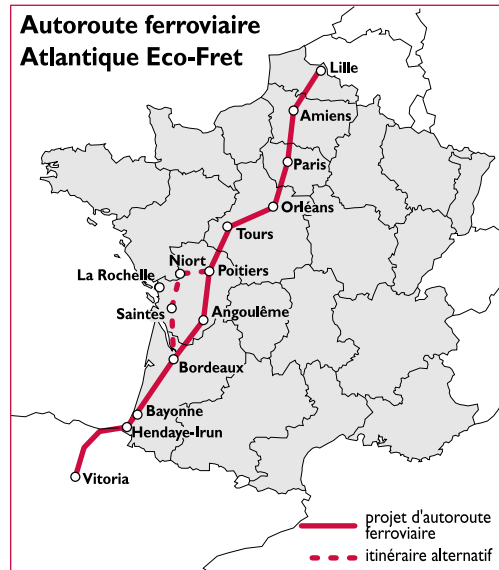 Autoroute ferroviaire
Atlantique Eco-Fret
Lille
Amiens
Paris
Orléans
Tours
Niort
La Rochelle
Poitiers
Saintes
Angoulême
Bordeaux
Bayonne
Hendaye-Irun
Vitoria
projet d'autoroute
ferroviaire
itinéraire alternatif